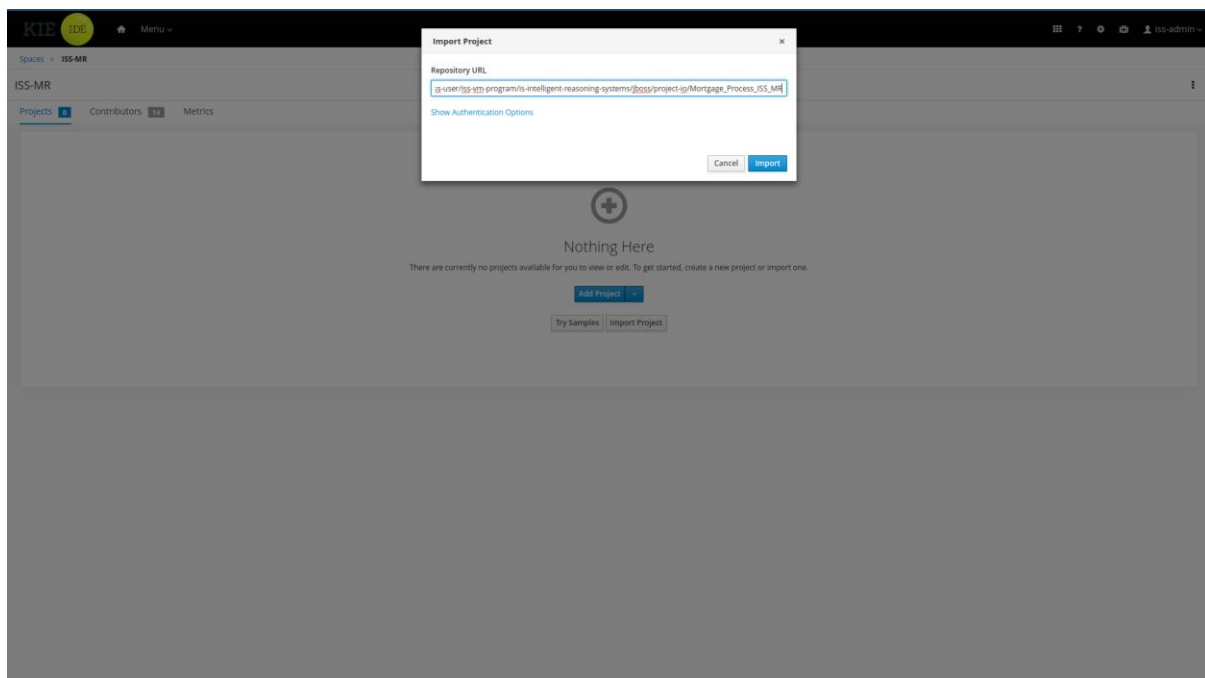 KIE IDE Menu
? iss-admin
Spaces » ISS-MR
ISS-MR
Projects 0 Contributors 14 Metrics
Import Project ×
Repository URL
-user/iss-vm-program/is-intelligent-reasoning-systems/jboss/project-io/Mortgage_Process_ISS_MR
Show Authentication Options
Cancel Import
Nothing Here
There are currently no projects available for you to view or edit. To get started, create a new project or import one.
Add Project
Try Samples Import Project